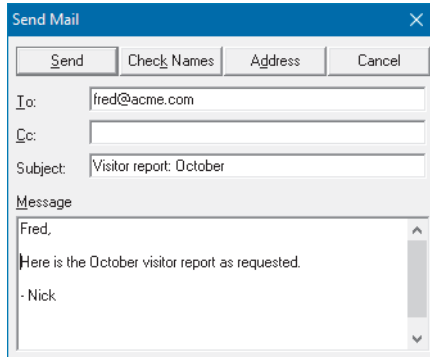 Send Mail
Send Check Names Address Cancel
To: fred@acme.com
Cc:
Subject: Visitor report: October
Message
Fred,
Here is the October visitor report as requested.
- Nick